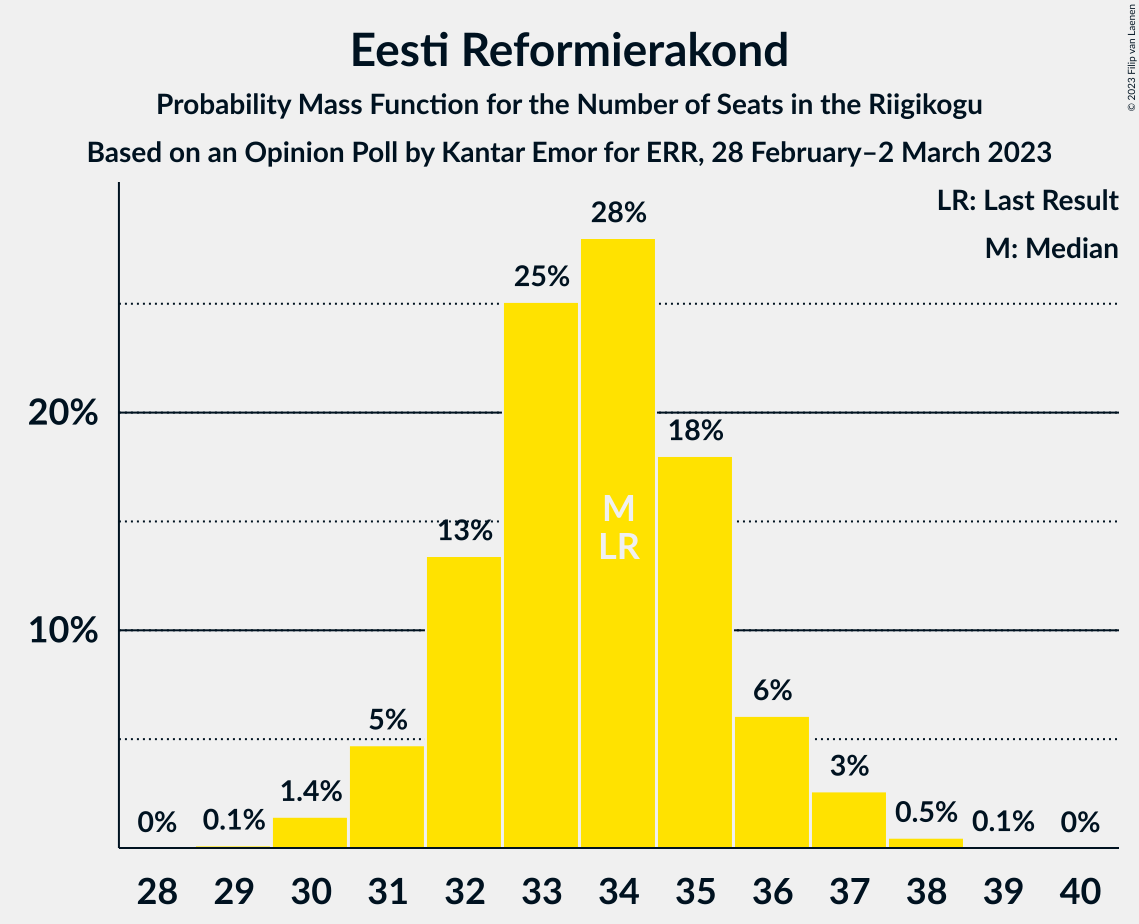 Eesti Reformierakond
Probability Mass Function for the Number of Seats in the Riigikogu
Based on an Opinion Poll by Kantar Emor for ERR, 28 February–2 March 2023
© 2023 Filip van Laenen
LR: Last Result
M: Median
28%
25%
20%
18%
M
LR
13%
10%
6%
5%
3%
1.4%
0.5%
0%
0.1%
0.1%
0%
28 29 30 31 32 33 34 35 36 37 38 39 40